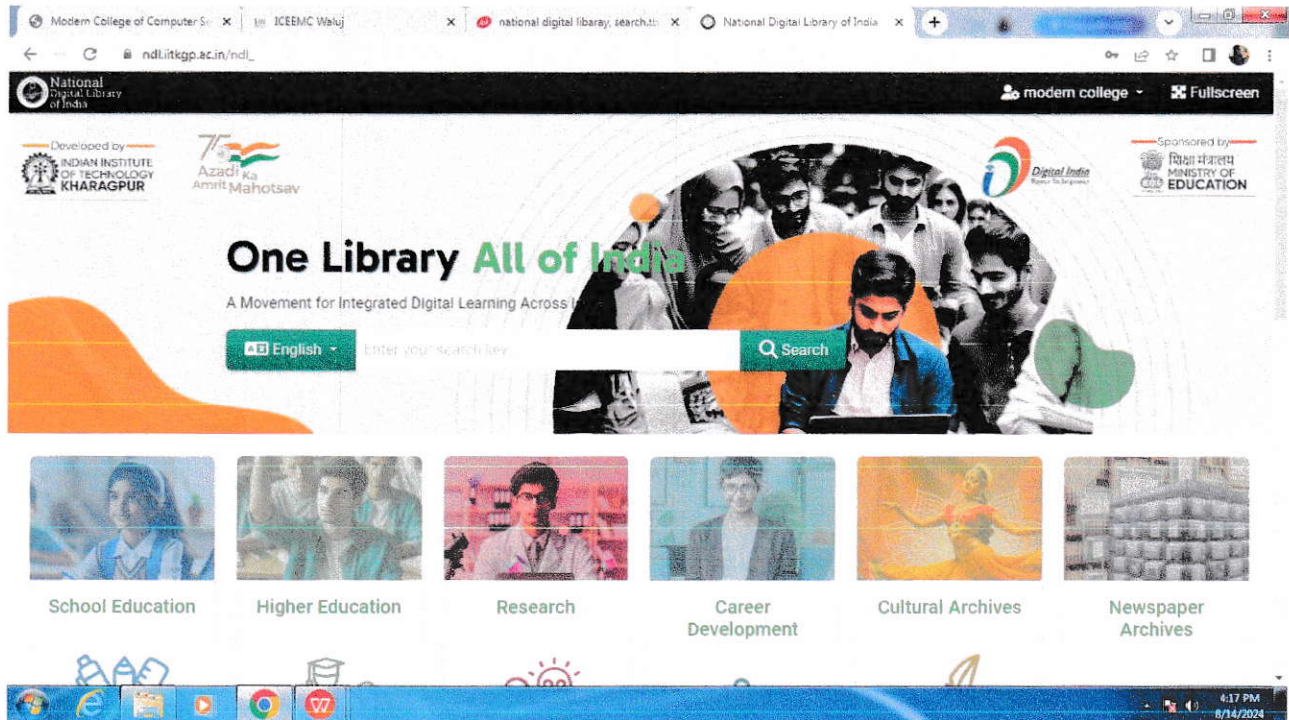 Modern College of Computer Sc
ICEEMC Waluj
national digital libaray, search.th
National Digital Library of India
ndl.iitkgp.ac.in/ndl_
National
Digital Library
of India
modern college
Fullscreen
Developed by
INDIAN INSTITUTE
OF TECHNOLOGY
KHARAGPUR
75
Azadi Ka
Amrit Mahotsav
Digital India
Power To Empower
Sponsored by
शिक्षा मंत्रालय
MINISTRY OF
EDUCATION
One Library All of India
A Movement for Integrated Digital Learning Across
English
Enter your search key
Search
School Education
Higher Education
Research
Career
Development
Cultural Archives
Newspaper
Archives
4:17 PM
8/14/2024